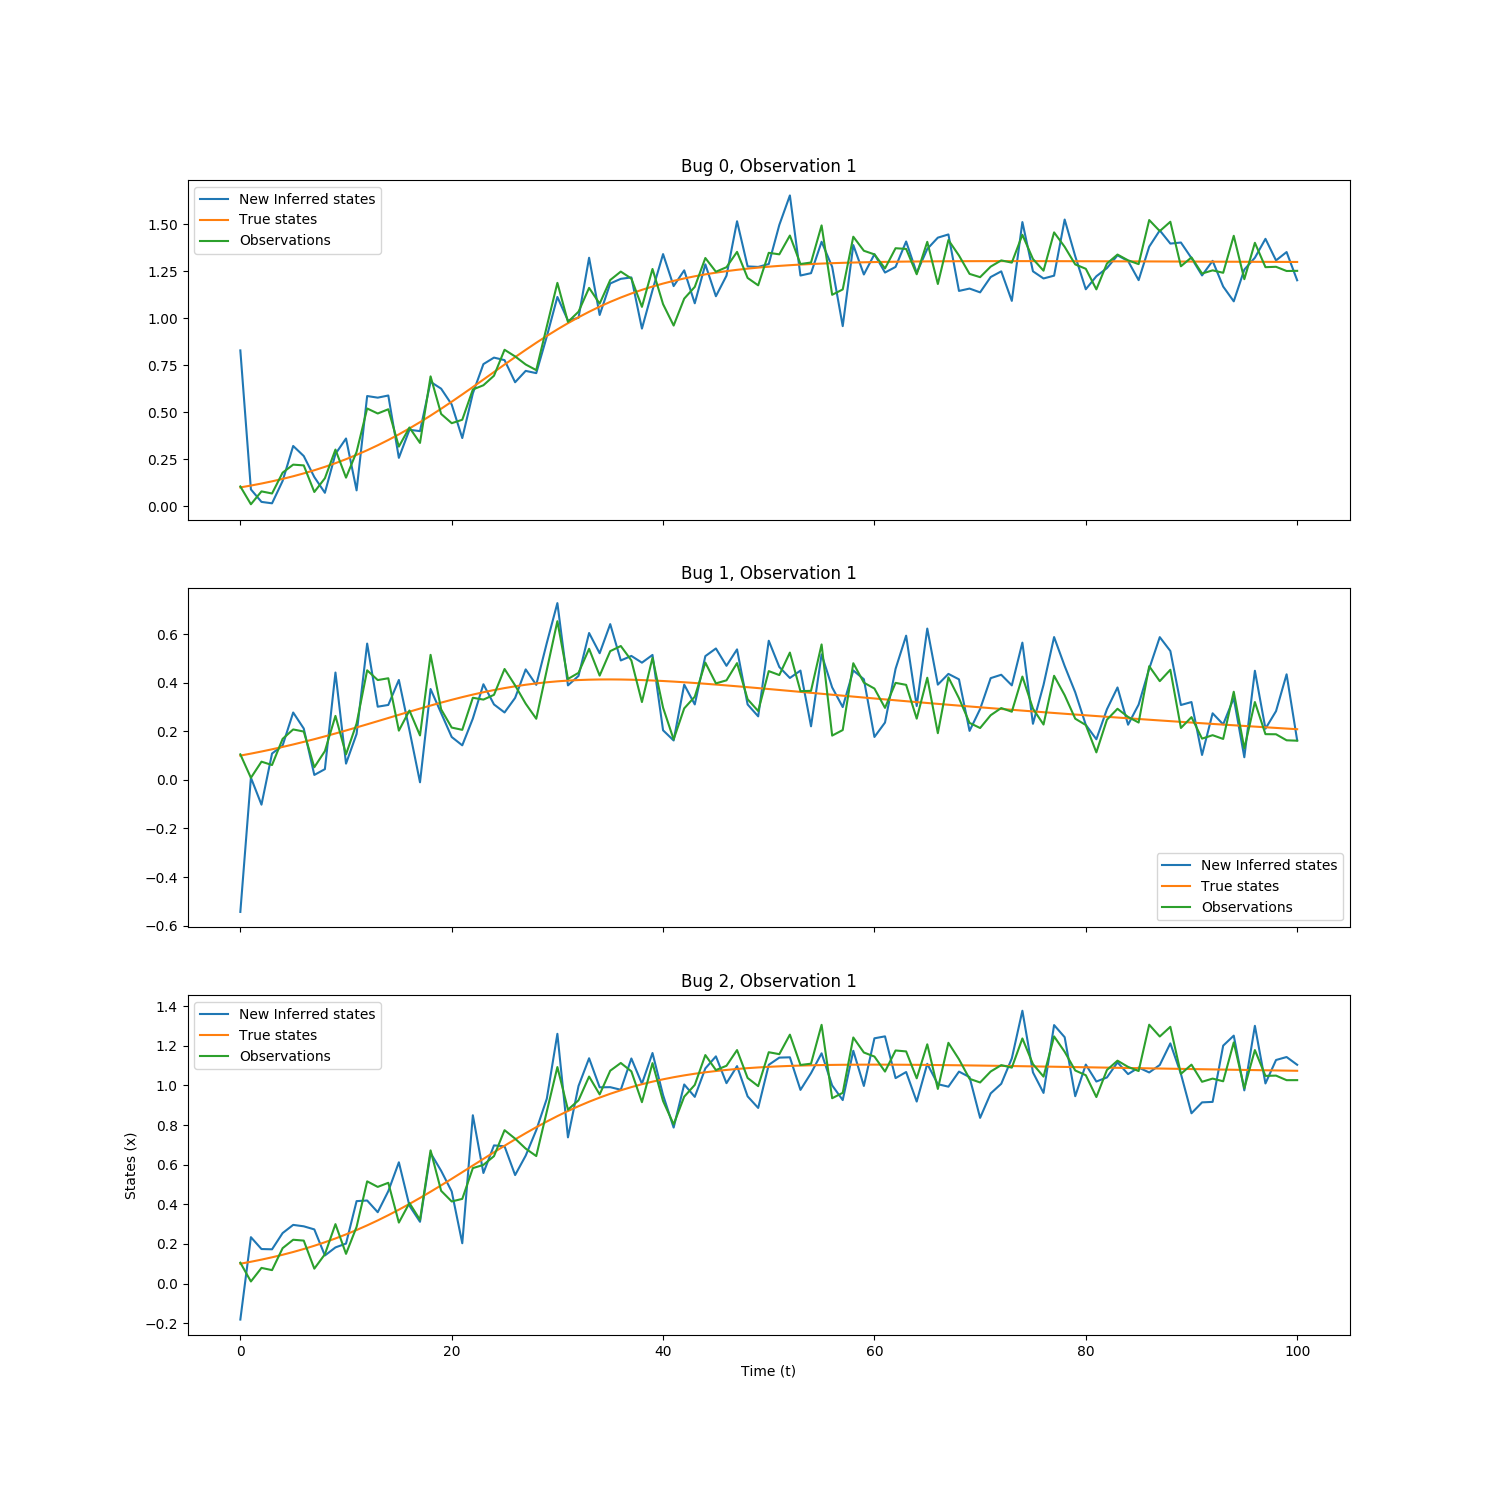 Bug 0, Observation 1
New Inferred states
True states
Observations
1.50
1.25
1.00
0.75
0.50
0.25
0.00
Bug 1, Observation 1
0.6
0.4
0.2
0.0
−0.2
−0.4
−0.6
New Inferred states
True states
Observations
Bug 2, Observation 1
New Inferred states
True states
Observations
1.4
1.2
1.0
0.8
0.6
0.4
0.2
0.0
−0.2
States (x)
0 20 40 60 80 100
Time (t)